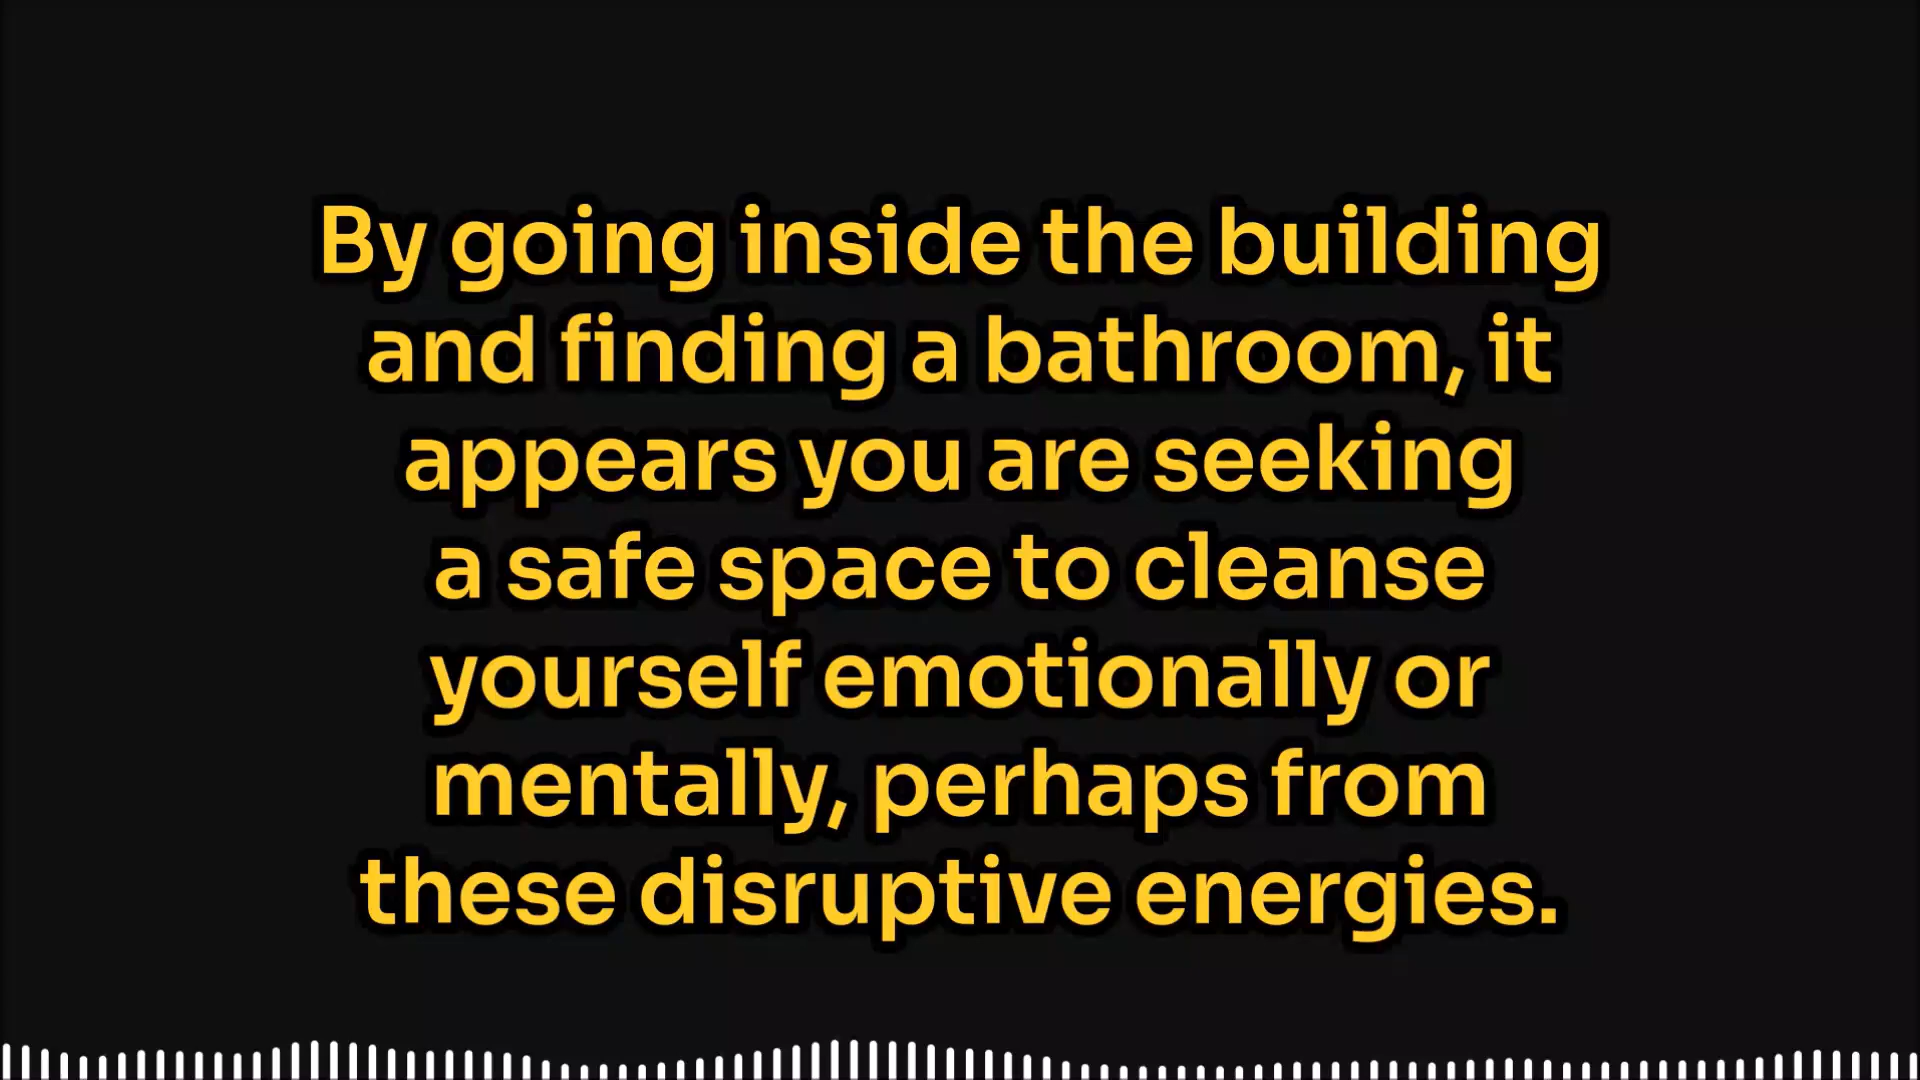 By going inside the building
and finding a bathroom, it
appears you are seeking
a safe space to cleanse
yourself emotionally or
mentally, perhaps from
these disruptive energies.